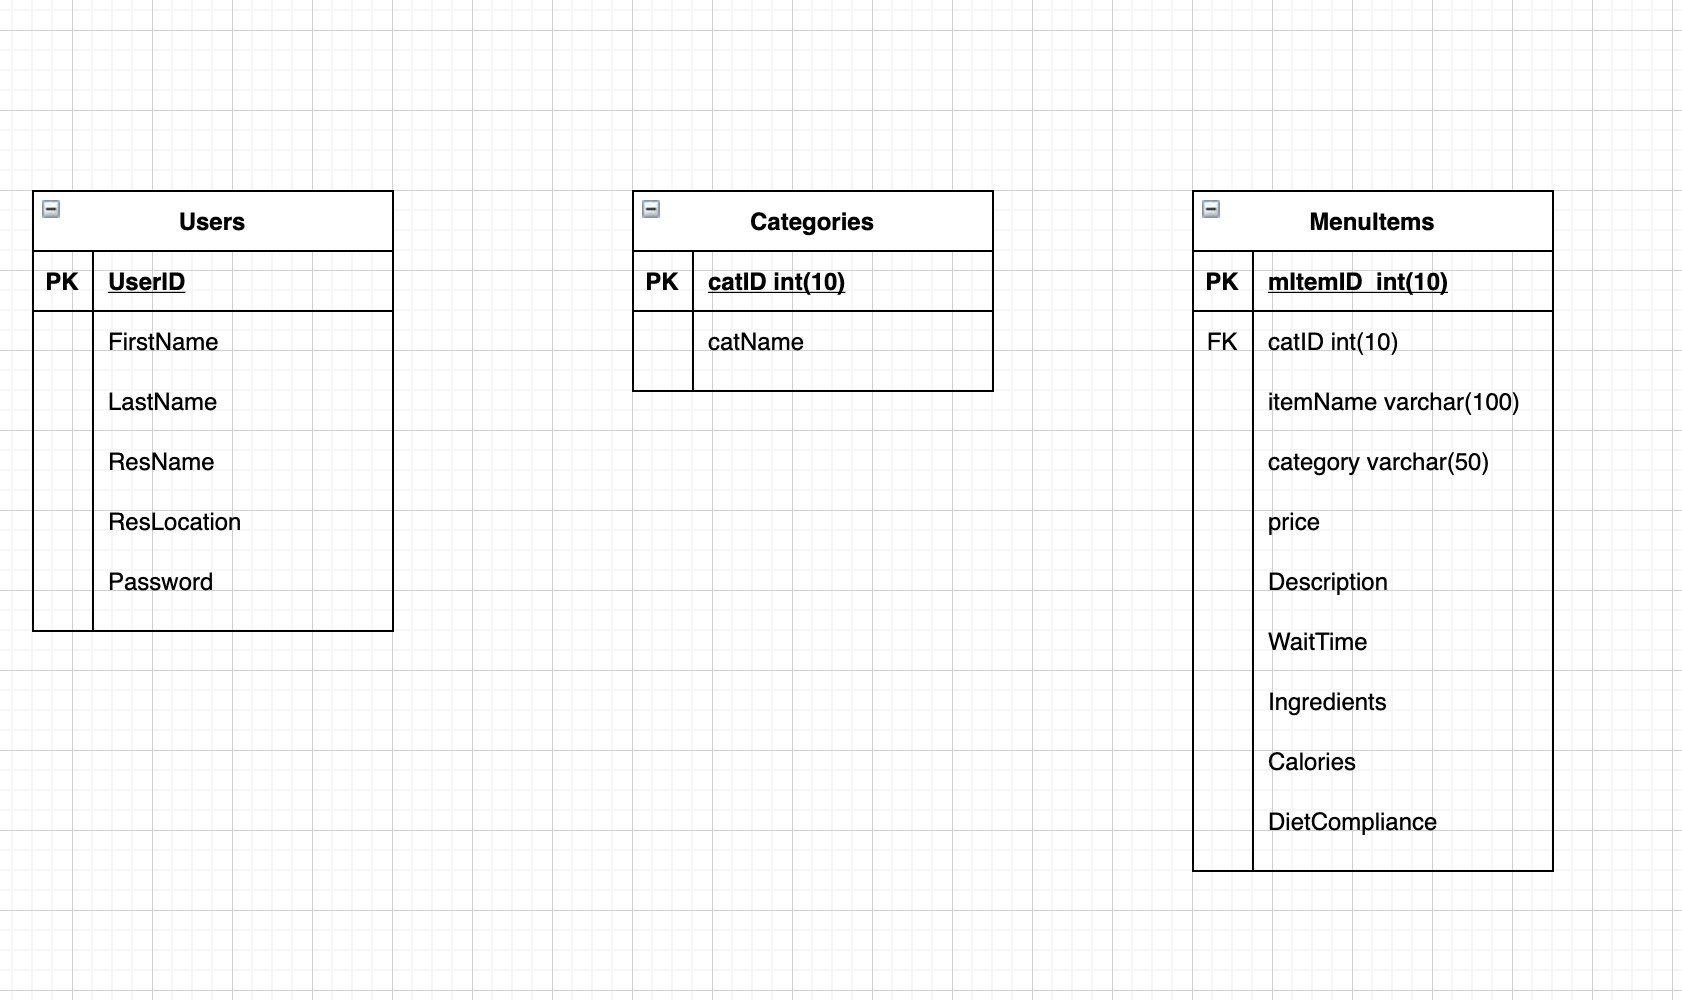 Users
PK UserID
FirstName
LastName
ResName
ResLocation
Password
Categories
PK catID int(10)
catName
MenuItems
PK mItemID  int(10)
FK catID int(10)
itemName varchar(100)
category varchar(50)
price
Description
WaitTime
Ingredients
Calories
DietCompliance